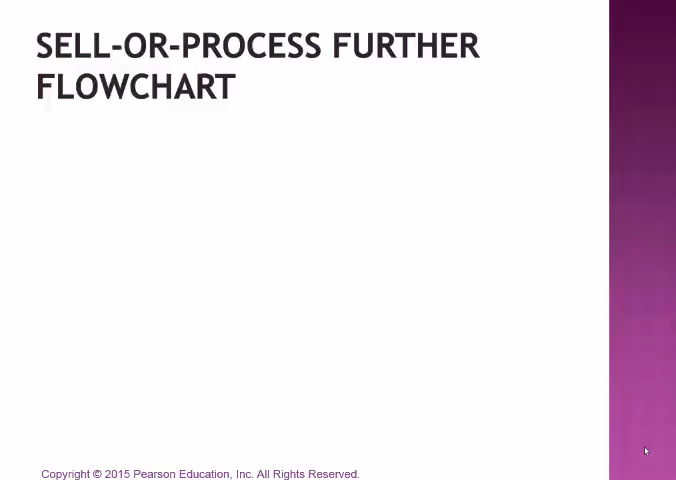 SELL-OR-PROCESS FURTHER
FLOWCHART
Copyright © 2015 Pearson Education, Inc. All Rights Reserved.